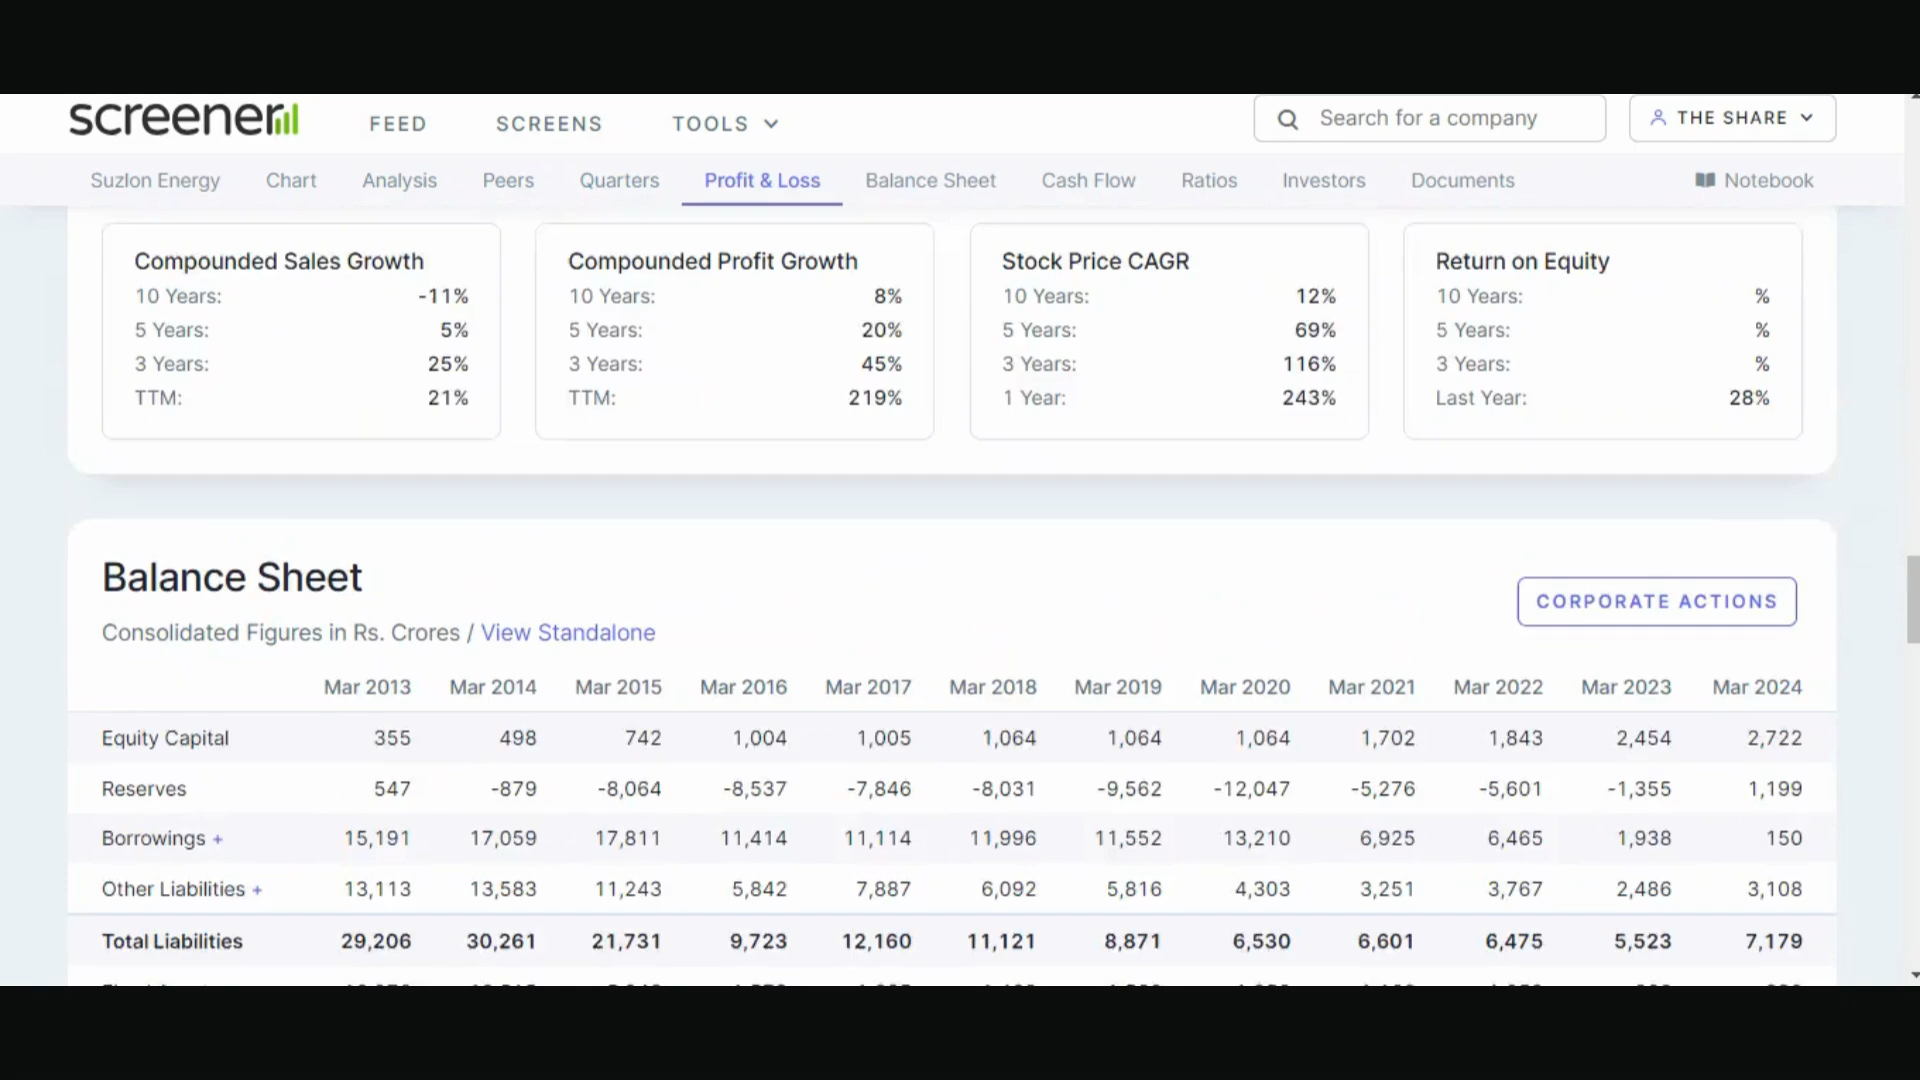 screener
FEED SCREENS TOOLS
Search for a company
THE SHARE
Suzlon Energy Chart Analysis Peers Quarters Profit & Loss Balance Sheet Cash Flow Ratios Investors Documents Notebook
Compounded Sales Growth
10 Years: -11%
5 Years: 5%
3 Years: 25%
TTM: 21%
Compounded Profit Growth
10 Years: 8%
5 Years: 20%
3 Years: 45%
TTM: 219%
Stock Price CAGR
10 Years: 12%
5 Years: 69%
3 Years: 116%
1 Year: 243%
Return on Equity
10 Years: %
5 Years: %
3 Years: %
Last Year: 28%
Balance Sheet
CORPORATE ACTIONS
Consolidated Figures in Rs. Crores / View Standalone
Mar 2013 Mar 2014 Mar 2015 Mar 2016 Mar 2017 Mar 2018 Mar 2019 Mar 2020 Mar 2021 Mar 2022 Mar 2023 Mar 2024
Equity Capital 355 498 742 1,004 1,005 1,064 1,064 1,064 1,702 1,843 2,454 2,722
Reserves 547 -879 -8,064 -8,537 -7,846 -8,031 -9,562 -12,047 -5,276 -5,601 -1,355 1,199
Borrowings + 15,191 17,059 17,811 11,414 11,114 11,996 11,552 13,210 6,925 6,465 1,938 150
Other Liabilities + 13,113 13,583 11,243 5,842 7,887 6,092 5,816 4,303 3,251 3,767 2,486 3,108
Total Liabilities 29,206 30,261 21,731 9,723 12,160 11,121 8,871 6,530 6,601 6,475 5,523 7,179